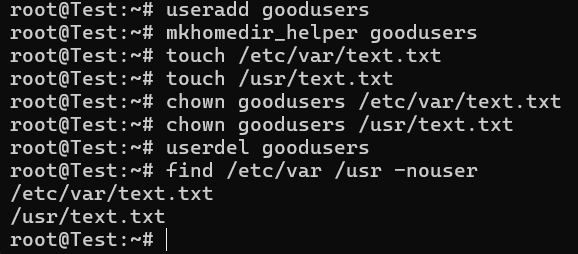 root@Test:~# useradd goodusers
root@Test:~# mkhomedir_helper goodusers
root@Test:~# touch /etc/var/text.txt
root@Test:~# touch /usr/text.txt
root@Test:~# chown goodusers /etc/var/text.txt
root@Test:~# chown goodusers /usr/text.txt
root@Test:~# userdel goodusers
root@Test:~# find /etc/var /usr -nouser
/etc/var/text.txt
/usr/text.txt
root@Test:~#